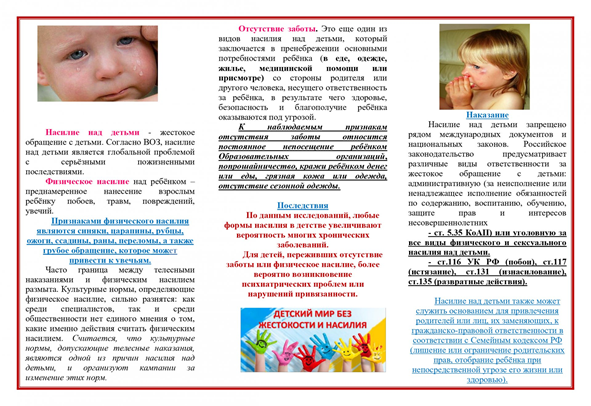 Насилие над детьми - жестокое
обращение с детьми. Согласно ВОЗ, насилие
над детьми является глобальной проблемой
с серьёзными пожизненными
последствиями.
Физическое насилие над ребёнком –
преднамеренное нанесение взрослым
ребёнку побоев, травм, повреждений,
увечий.
Признаками физического насилия
являются синяки, царапины, рубцы,
ожоги, ссадины, раны, переломы, а также
грубое обращение, которое может
привести к увечьям.
Часто граница между телесными
наказаниями и физическим насилием
размыта. Культурные нормы, определяющие
физическое насилие, сильно разнятся: как
среди специалистов, так и среди
общественности нет единого мнения о том,
какие именно действия считать физическим
насилием. Считается, что культурные
нормы, допускающие телесные наказания,
являются одной из причин насилия над
детьми, и организуют кампании за
изменение этих норм.
Отсутствие заботы. Это еще один из
видов насилия над детьми, который
заключается в пренебрежении основными
потребностями ребёнка (в еде, одежде,
жилье, медицинской помощи или
присмотре) со стороны родителя или
другого человека, несущего ответственность
за ребёнка, в результате чего здоровье,
безопасность и благополучие ребёнка
оказываются под угрозой.
К наблюдаемым признакам
отсутствия заботы относится
постоянное непосещение ребёнком
Образовательных организаций,
попрошайничество, кражи ребёнком денег
или еды, грязная кожа или одежда,
отсутствие сезонной одежды.
Последствия
По данным исследований, любые
формы насилия в детстве увеличивают
вероятность многих хронических
заболеваний.
Для детей, переживших отсутствие
заботы или физическое насилие, более
вероятно возникновение
психиатрических проблем или
нарушений привязанности.
ДЕТСКИЙ МИР БЕЗ
ЖЕСТОКОСТИ И НАСИЛИЯ
Наказание
Насилие над детьми запрещено
рядом международных документов и
национальных законов. Российское
законодательство предусматривает
различные виды ответственности за
жестокое обращение с детьми:
административную (за неисполнение или
ненадлежащее исполнение обязанностей
по содержанию, воспитанию, обучению,
защите прав и интересов
несовершеннолетних
- ст. 5.35 КоАП) или уголовную за
все виды физического и сексуального
насилия над детьми.
- ст.116 УК РФ (побои), ст.117
(истязание), ст.131 (изнасилование),
ст.135 (развратные действия).
Насилие над детьми также может
служить основанием для привлечения
родителей или лиц, их заменяющих, к
гражданско-правовой ответственности в
соответствии с Семейным кодексом РФ
(лишение или ограничение родительских
прав, отобрание ребёнка при
непосредственной угрозе его жизни или
здоровью).